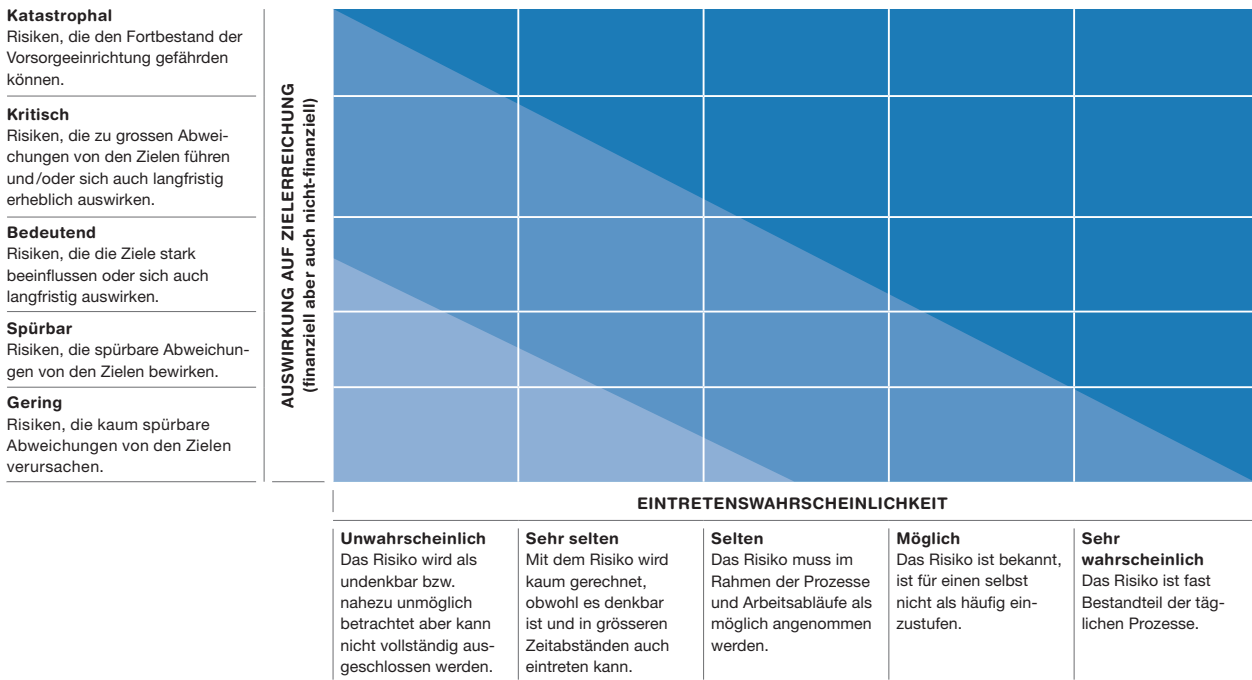 Katastrophal
Risiken, die den Fortbestand der
Vorsorgeeinrichtung gefährden
können.
Kritisch
Risiken, die zu grossen Abwei-
chungen von den Zielen führen
und/oder sich auch langfristig
erheblich auswirken.
Bedeutend
Risiken, die die Ziele stark
beeinflussen oder sich auch
langfristig auswirken.
Spürbar
Risiken, die spürbare Abweichun-
gen von den Zielen bewirken.
Gering
Risiken, die kaum spürbare
Abweichungen von den Zielen
verursachen.
AUSWIRKUNG AUF ZIELERREICHUNG
(finanziell aber auch nicht-finanziell)
EINTRETENSWAHRSCHEINLICHKEIT
Unwahrscheinlich
Das Risiko wird als
undenkbar bzw.
nahezu unmöglich
betrachtet aber kann
nicht vollständig aus-
geschlossen werden.
Sehr selten
Mit dem Risiko wird
kaum gerechnet,
obwohl es denkbar
ist und in grösseren
Zeitabständen auch
eintreten kann.
Selten
Das Risiko muss im
Rahmen der Prozesse
und Arbeitsabläufe als
möglich angenommen
werden.
Möglich
Das Risiko ist bekannt,
ist für einen selbst
nicht als häufig ein-
zustufen.
Sehr
wahrscheinlich
Das Risiko ist fast
Bestandteil der täg-
lichen Prozesse.